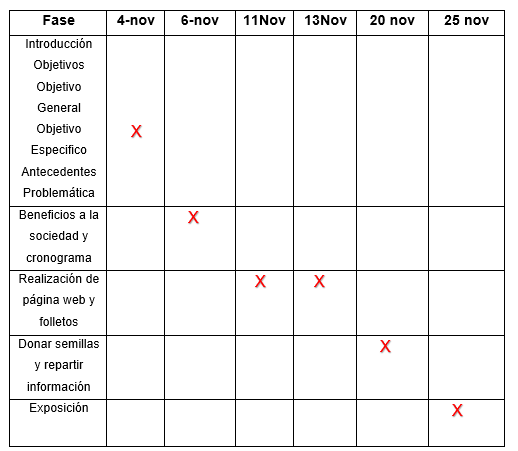 Fase 4-nov 6-nov 11Nov 13Nov 20 nov 25 nov
Introducción
Objetivos
Objetivo
General
Objetivo X
Especifico
Antecedentes
Problemática
Beneficios a la X
sociedad y
cronograma
Realización de X X
página web y
folletos
Donar semillas X
y repartir
información
Exposición X